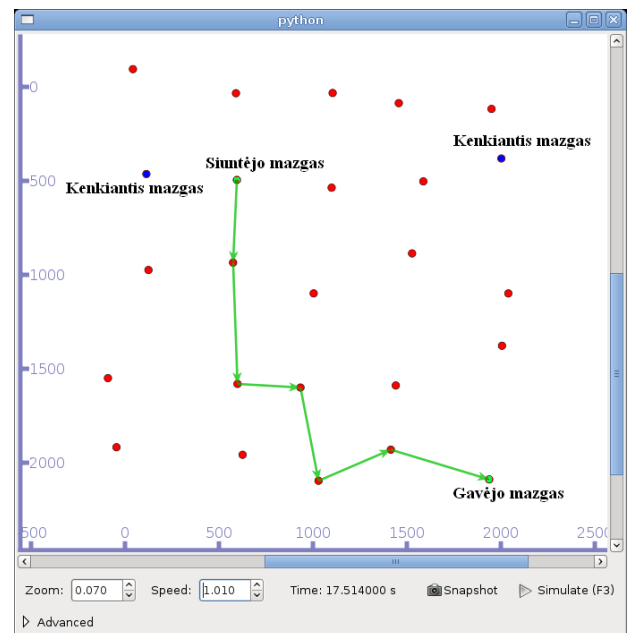 python
0
Kenkiantis mazgas
Siuntėjo mazgas
500
Kenkiantis mazgas
1000
1500
2000
Gavėjo mazgas
500 0 500 1000 1500 2000 2500
Zoom: 0.070 Speed: 1.010 Time: 17.514000 s Snapshot Simulate (F3)
Advanced